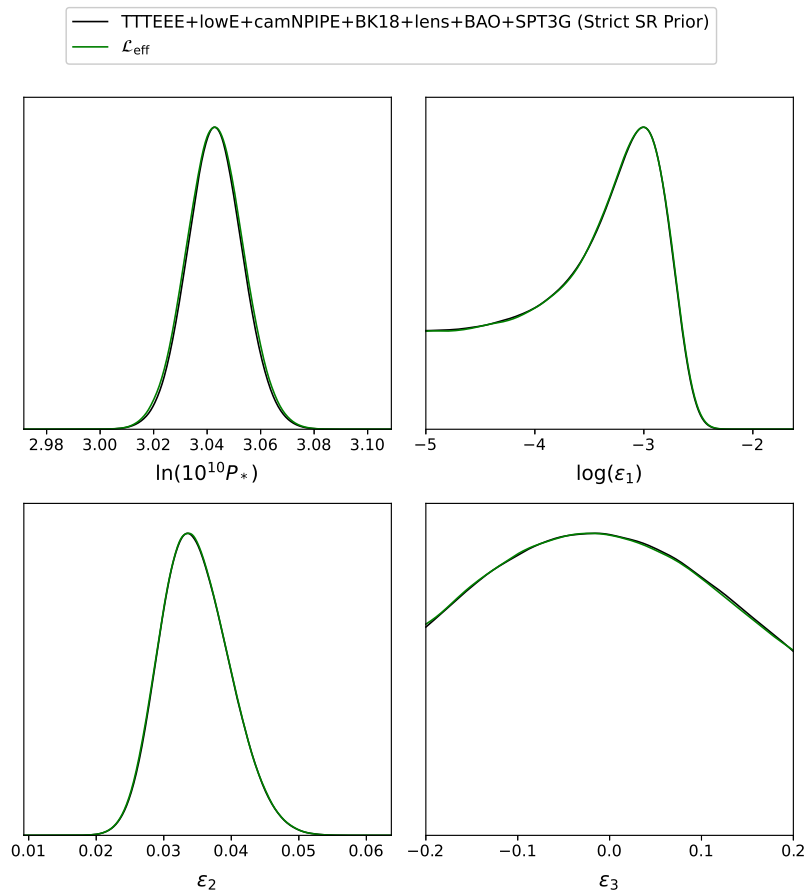 TTTEEE+lowE+camNPIPE+BK18+lens+BAO+SPT3G (Strict SR Prior)
ℒeff
2.98 3.00 3.02 3.04 3.06 3.08 3.10
ln(10¹⁰P*)
−5 −4 −3 −2
log(ε₁)
0.01 0.02 0.03 0.04 0.05 0.06
ε₂
−0.2 −0.1 0.0 0.1 0.2
ε₃